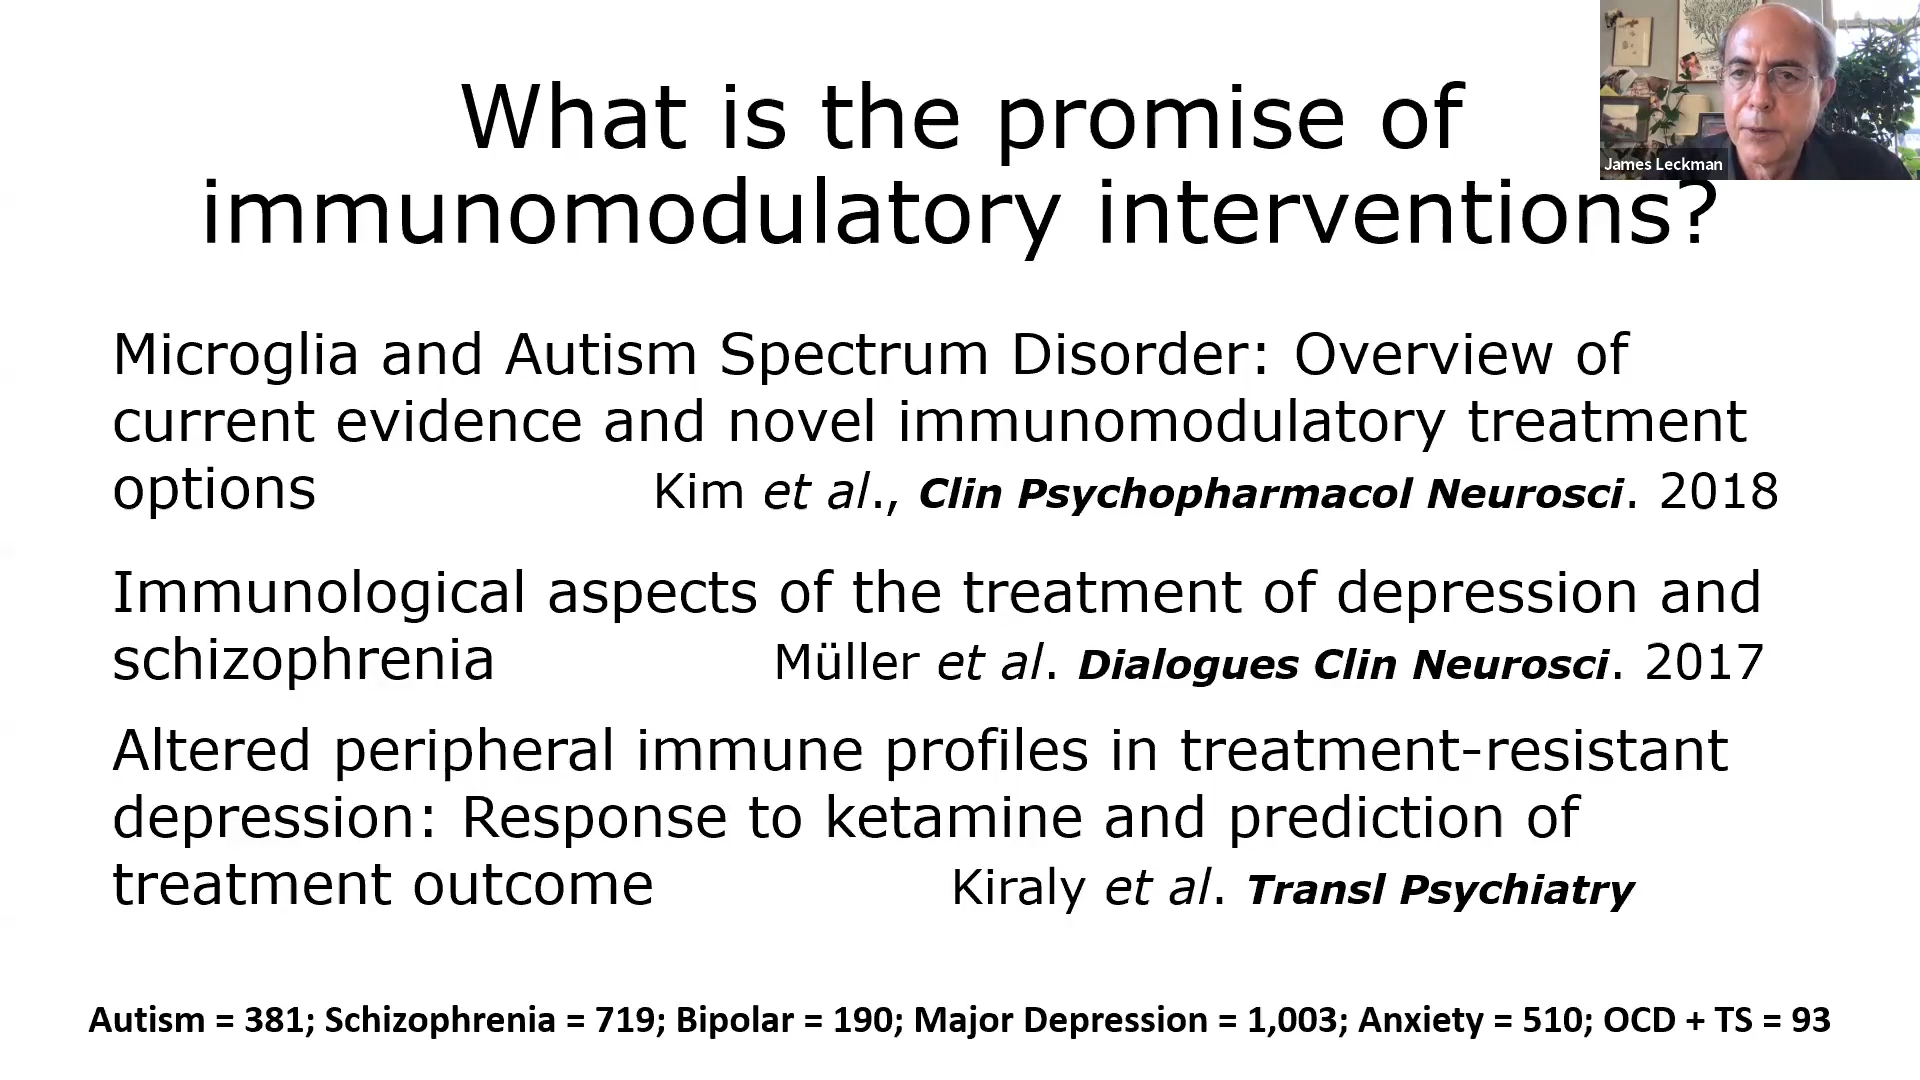 What is the promise of
immunomodulatory interventions?
James Leckman
Microglia and Autism Spectrum Disorder: Overview of
current evidence and novel immunomodulatory treatment
options Kim et al., Clin Psychopharmacol Neurosci. 2018
Immunological aspects of the treatment of depression and
schizophrenia Müller et al. Dialogues Clin Neurosci. 2017
Altered peripheral immune profiles in treatment-resistant
depression: Response to ketamine and prediction of
treatment outcome Kiraly et al. Transl Psychiatry
Autism = 381; Schizophrenia = 719; Bipolar = 190; Major Depression = 1,003; Anxiety = 510; OCD + TS = 93